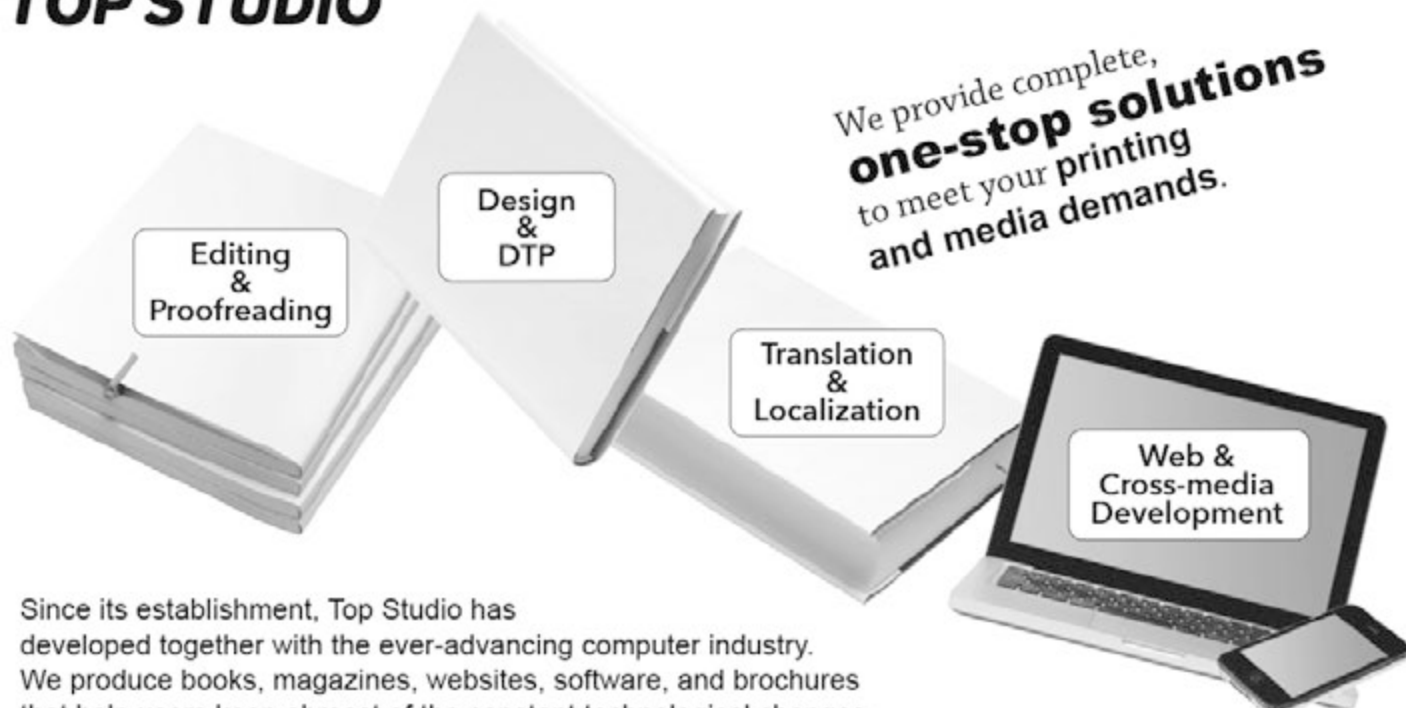 TOP STUDIO
We provide complete,
one-stop solutions
to meet your printing
and media demands.
Design
&
DTP
Editing
&
Proofreading
Translation
&
Localization
Web &
Cross-media
Development
Since its establishment, Top Studio has
developed together with the ever-advancing computer industry.
We produce books, magazines, websites, software, and brochures